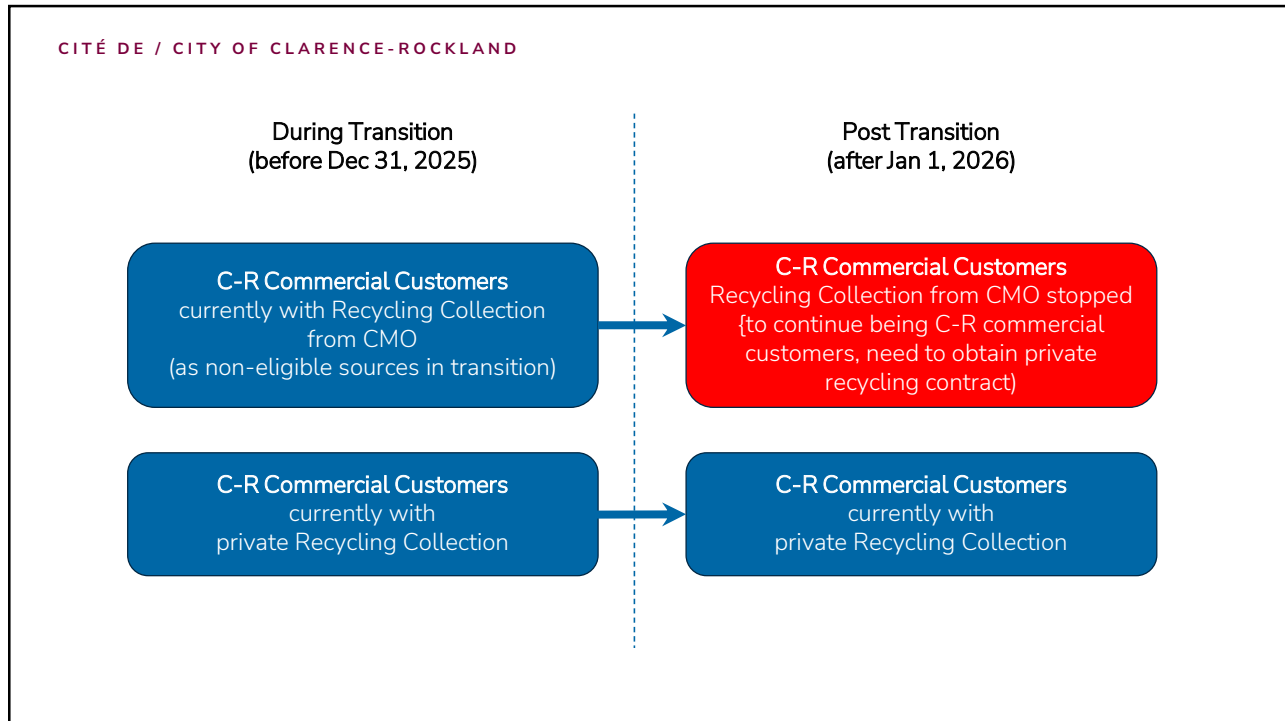 CITÉ DE / CITY OF CLARENCE-ROCKLAND
During Transition
(before Dec 31, 2025)
Post Transition
(after Jan 1, 2026)
C-R Commercial Customers
currently with Recycling Collection
from CMO
(as non-eligible sources in transition)
C-R Commercial Customers
Recycling Collection from CMO stopped
{to continue being C-R commercial
customers, need to obtain private
recycling contract)
C-R Commercial Customers
currently with
private Recycling Collection
C-R Commercial Customers
currently with
private Recycling Collection